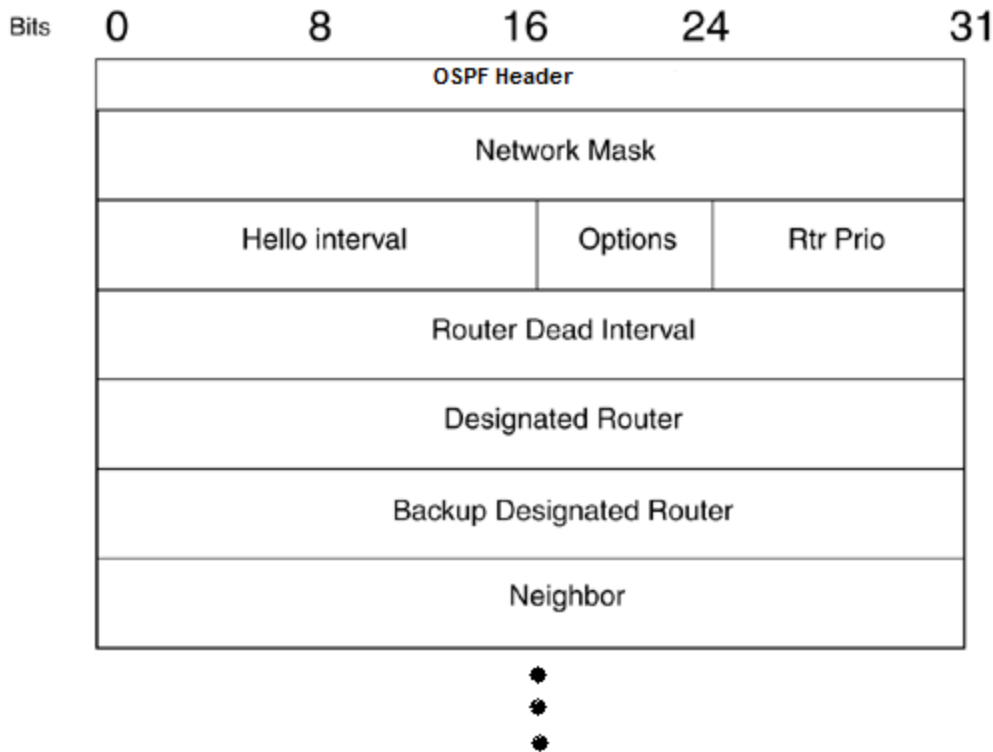 Bits 0 8 16 24 31
OSPF Header
Network Mask
Hello interval Options Rtr Prio
Router Dead Interval
Designated Router
Backup Designated Router
Neighbor